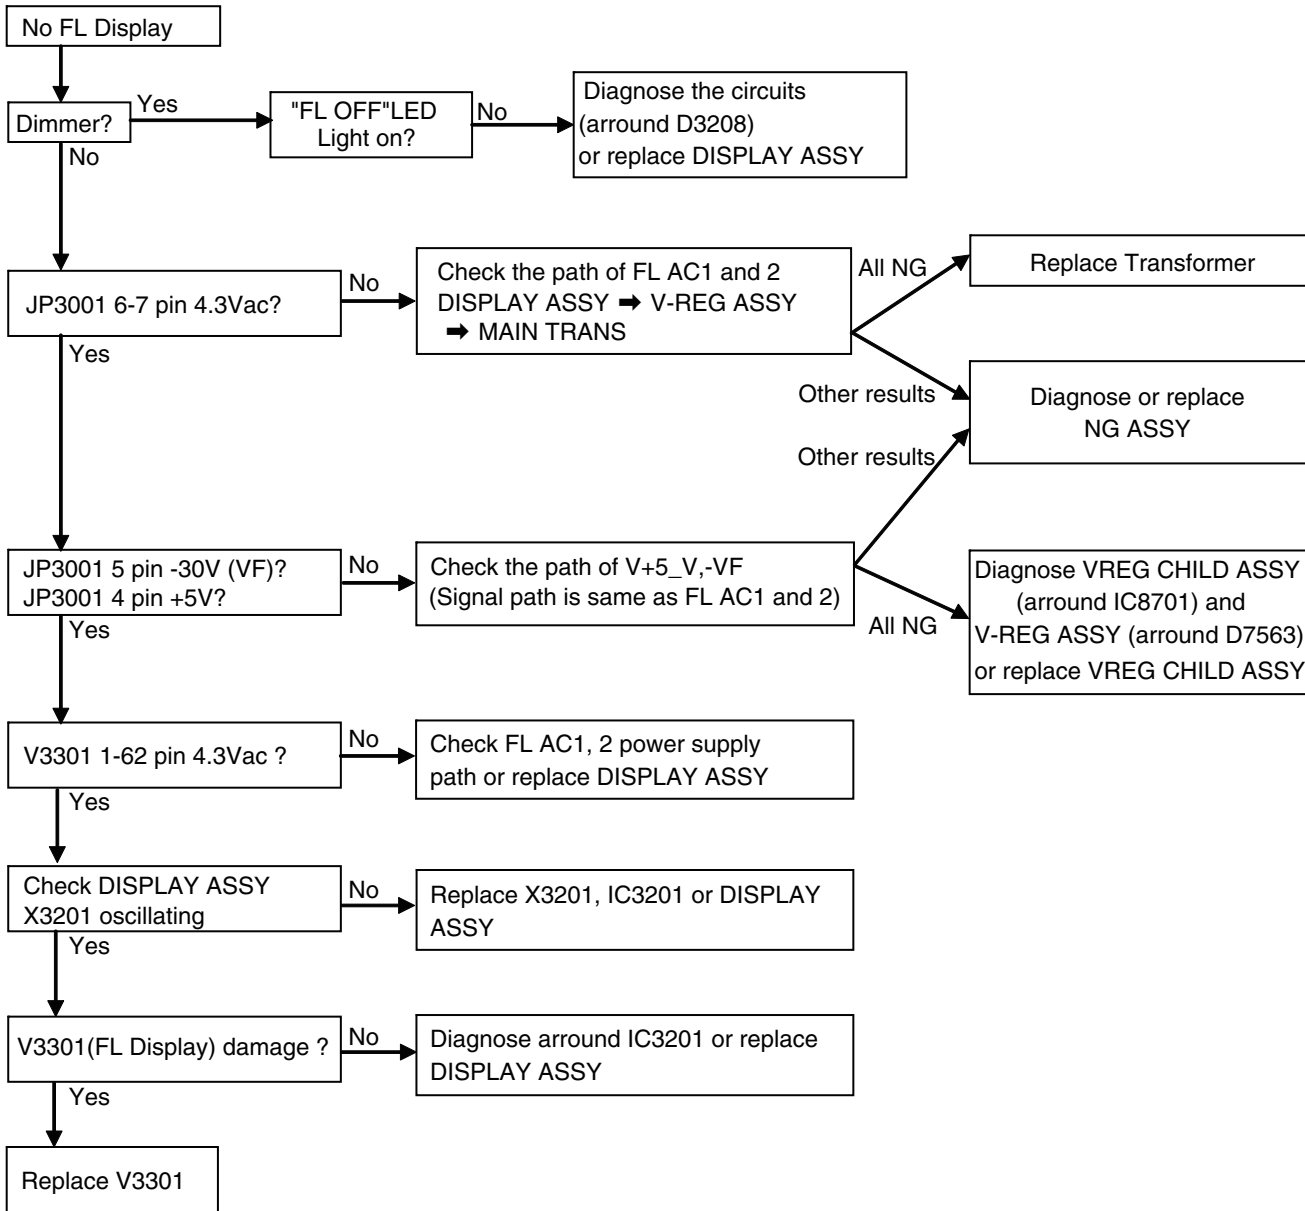 No FL Display
Dimmer?
Yes
"FL OFF"LED
Light on?
No
Diagnose the circuits
(arround D3208)
or replace DISPLAY ASSY
No
JP3001 6-7 pin 4.3Vac?
No
Check the path of FL AC1 and 2
DISPLAY ASSY ➡ V-REG ASSY
➡ MAIN TRANS
All NG
Replace Transformer
Other results
Diagnose or replace
NG ASSY
Yes
Other results
JP3001 5 pin -30V (VF)?
JP3001 4 pin +5V?
No
Check the path of V+5_V,-VF
(Signal path is same as FL AC1 and 2)
All NG
Diagnose VREG CHILD ASSY
(arround IC8701) and
V-REG ASSY (arround D7563)
or replace VREG CHILD ASSY
Yes
V3301 1-62 pin 4.3Vac ?
No
Check FL AC1, 2 power supply
path or replace DISPLAY ASSY
Yes
Check DISPLAY ASSY
X3201 oscillating
No
Replace X3201, IC3201 or DISPLAY
ASSY
Yes
V3301(FL Display) damage ?
No
Diagnose arround IC3201 or replace
DISPLAY ASSY
Yes
Replace V3301